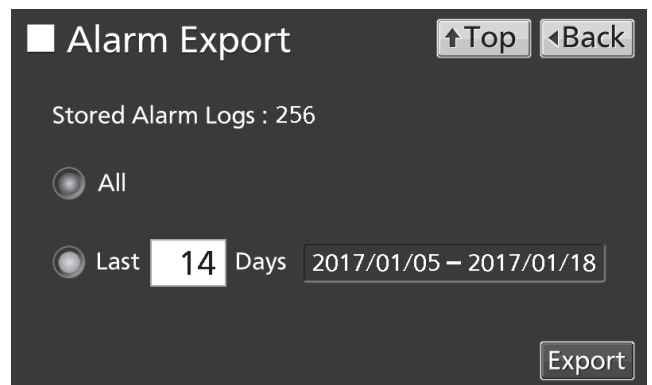 Alarm Export
Top
Back
Stored Alarm Logs : 256
All
Last 14 Days 2017/01/05 – 2017/01/18
Export